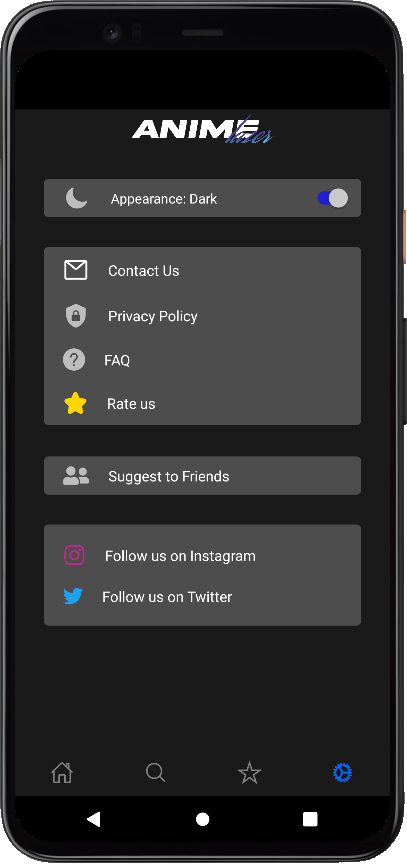 ANIME
dazer
Appearance: Dark
Contact Us
Privacy Policy
FAQ
Rate us
Suggest to Friends
Follow us on Instagram
Follow us on Twitter